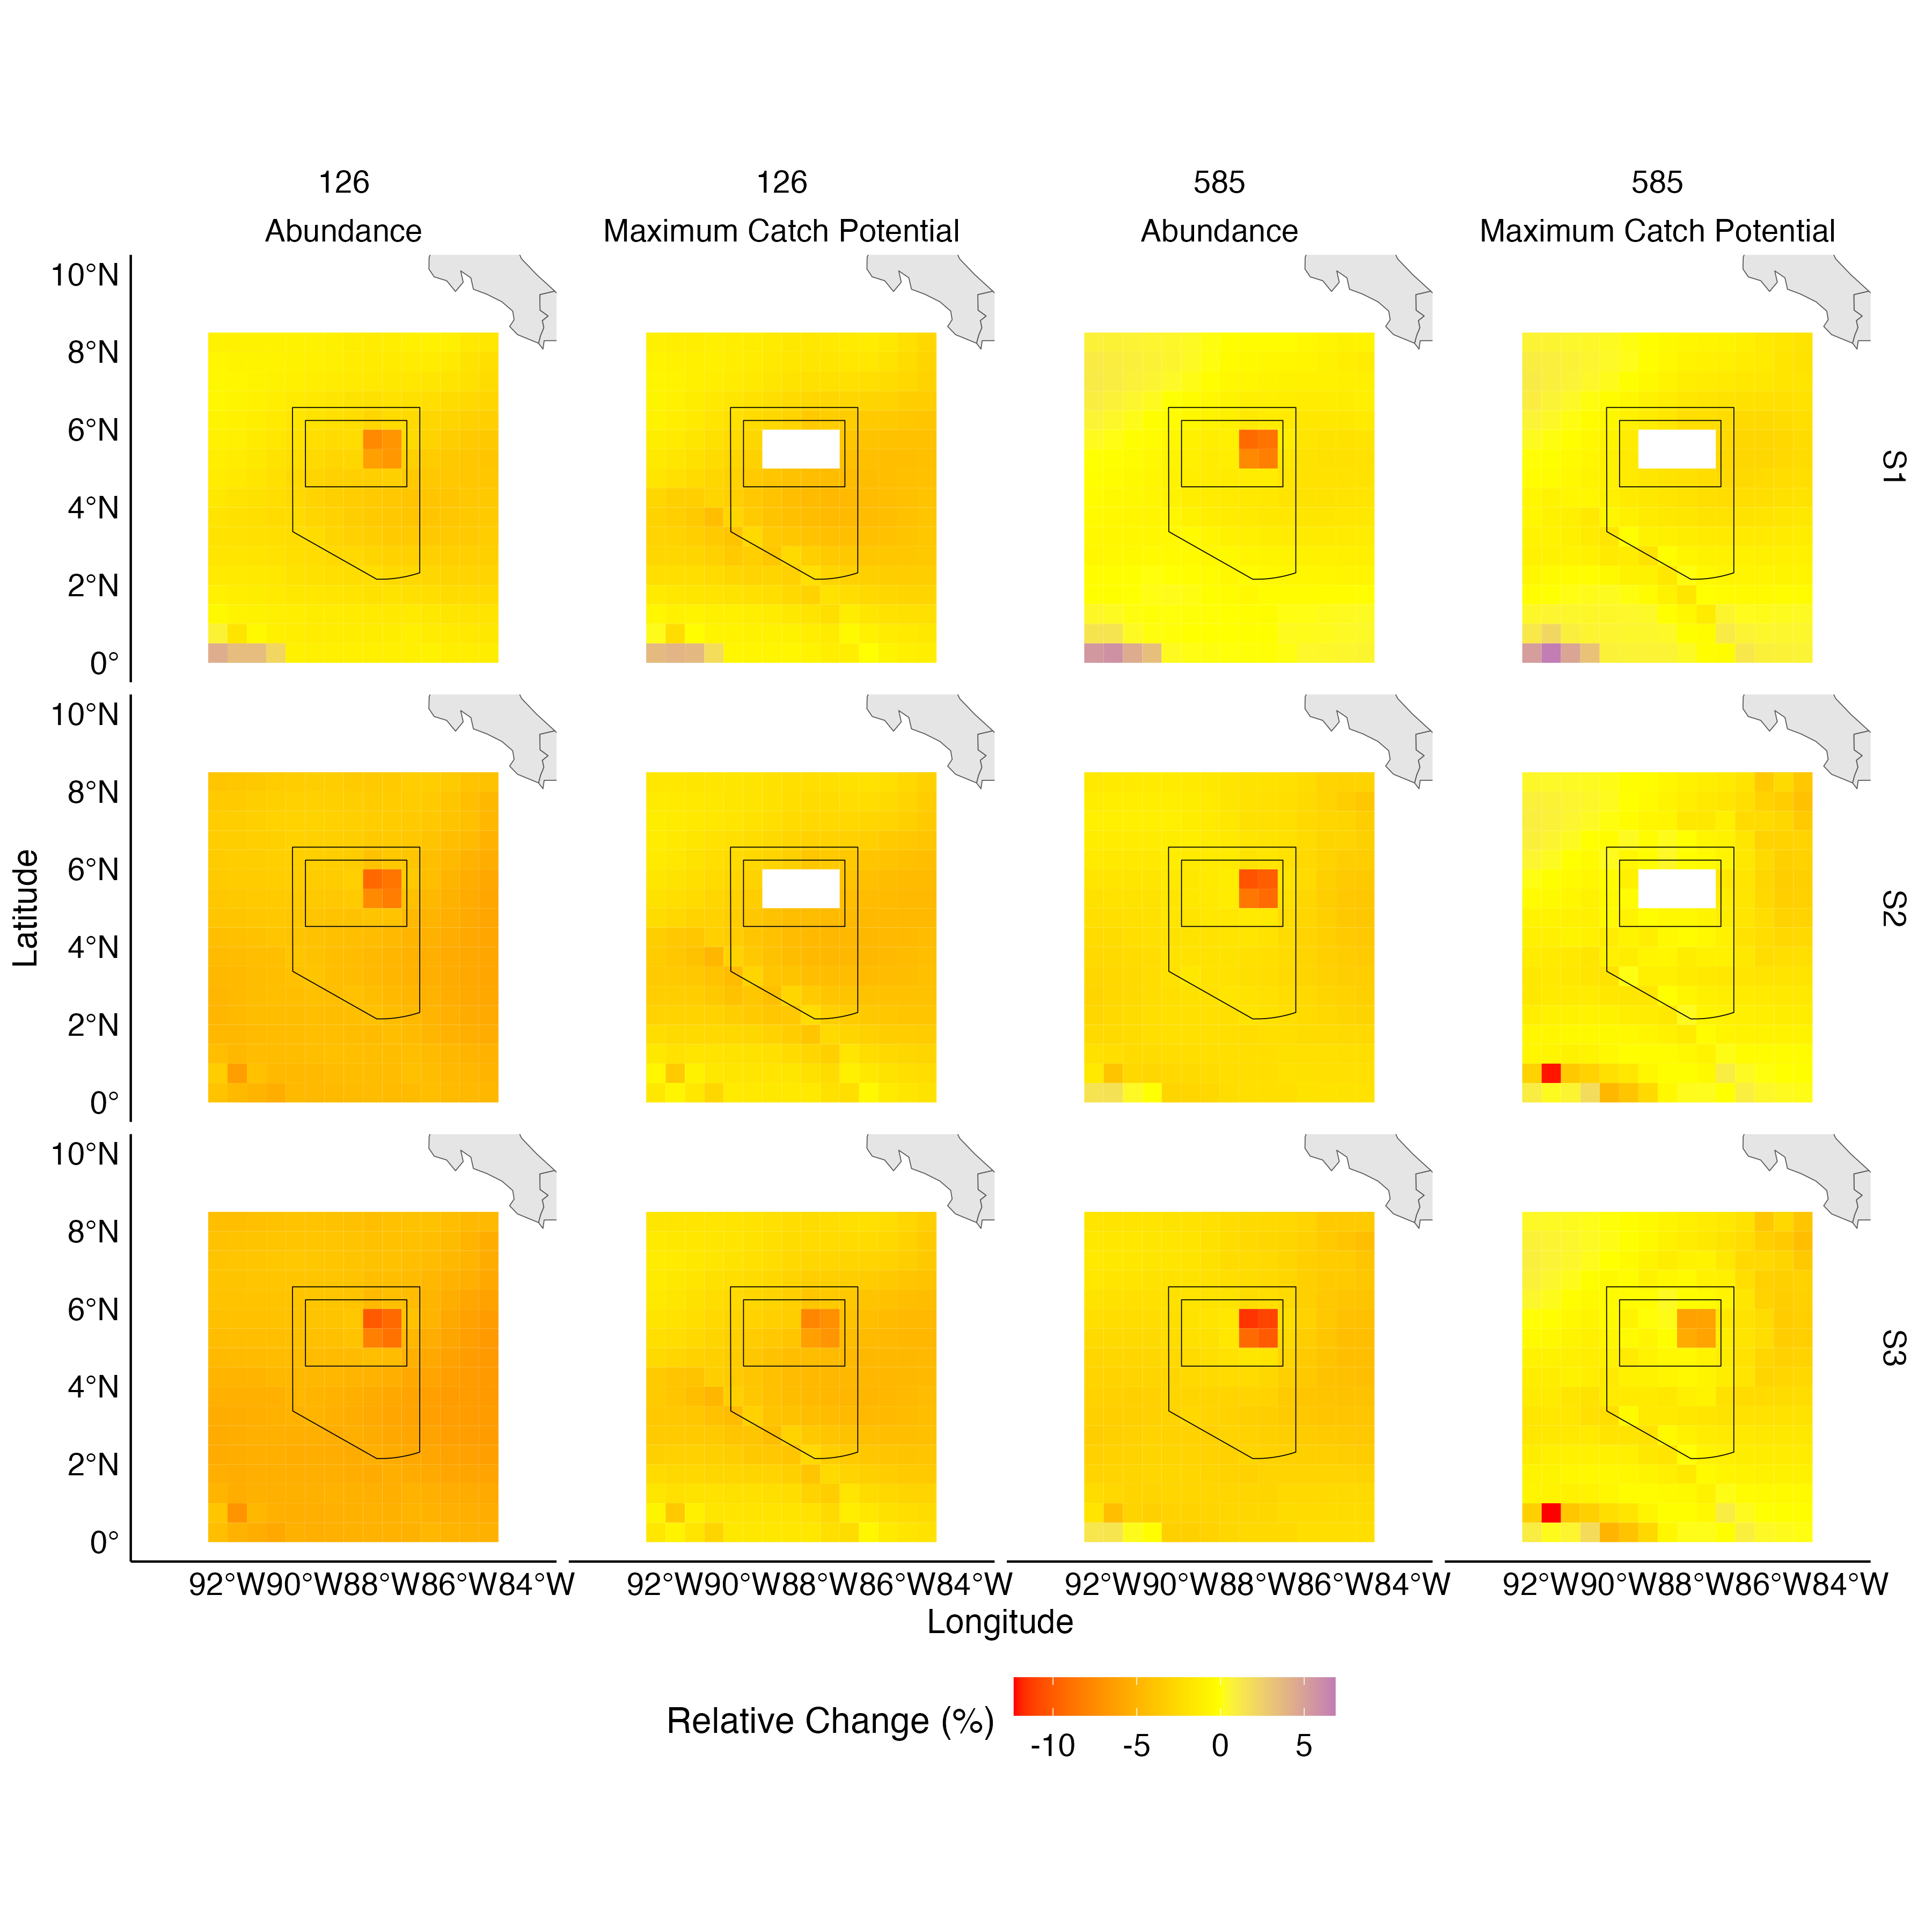 126 126 585 585
Abundance Maximum Catch Potential Abundance Maximum Catch Potential
10°N
8°N
6°N
4°N
2°N
0°
S1
10°N
8°N
6°N
4°N
2°N
0°
S2
Latitude
10°N
8°N
6°N
4°N
2°N
0°
S3
92°W90°W88°W86°W84°W 92°W90°W88°W86°W84°W 92°W90°W88°W86°W84°W 92°W90°W88°W86°W84°W
Longitude
Relative Change (%)
-10 -5 0 5